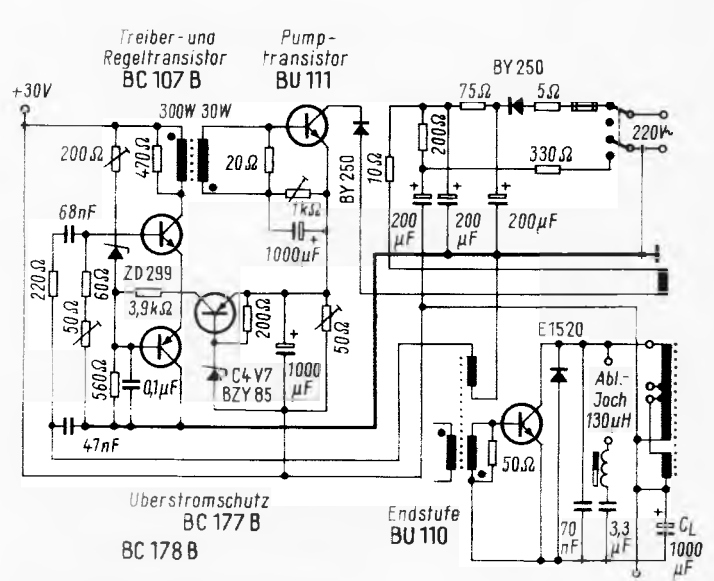 Treiber- und
Regeltransistor
BC 107 B
Pump-
transistor
BU 111
+30V
300W 30W
200Ω
470Ω
20Ω
1kΩ
1000µF
BY 250
BY 250
75Ω
5Ω
200Ω
10Ω
330Ω
220V~
200
µF
200
µF
200µF
68nF
220Ω
60Ω
50Ω
ZD 299
3,9kΩ
560Ω
0,1µF
47nF
200Ω
C4V7
BZY 85
1000
µF
50Ω
E1520
Abl.-
Joch
130µH
50Ω
70
nF
3,3
µF
CL
1000
µF
Überstromschutz
BC 177 B
BC 178 B
Endstufe
BU 110